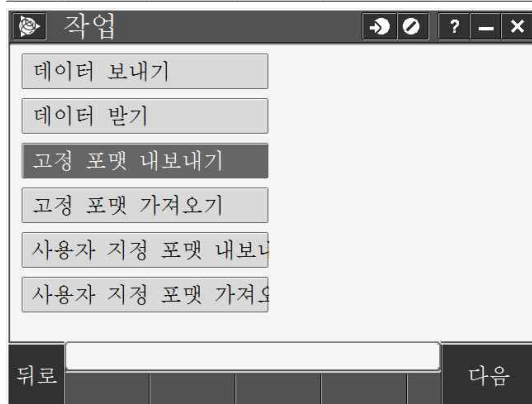 작업 ? – ×
데이터 보내기
데이터 받기
고정 포맷 내보내기
고정 포맷 가져오기
사용자 지정 포맷 내보내
사용자 지정 포맷 가져오
뒤로
다음